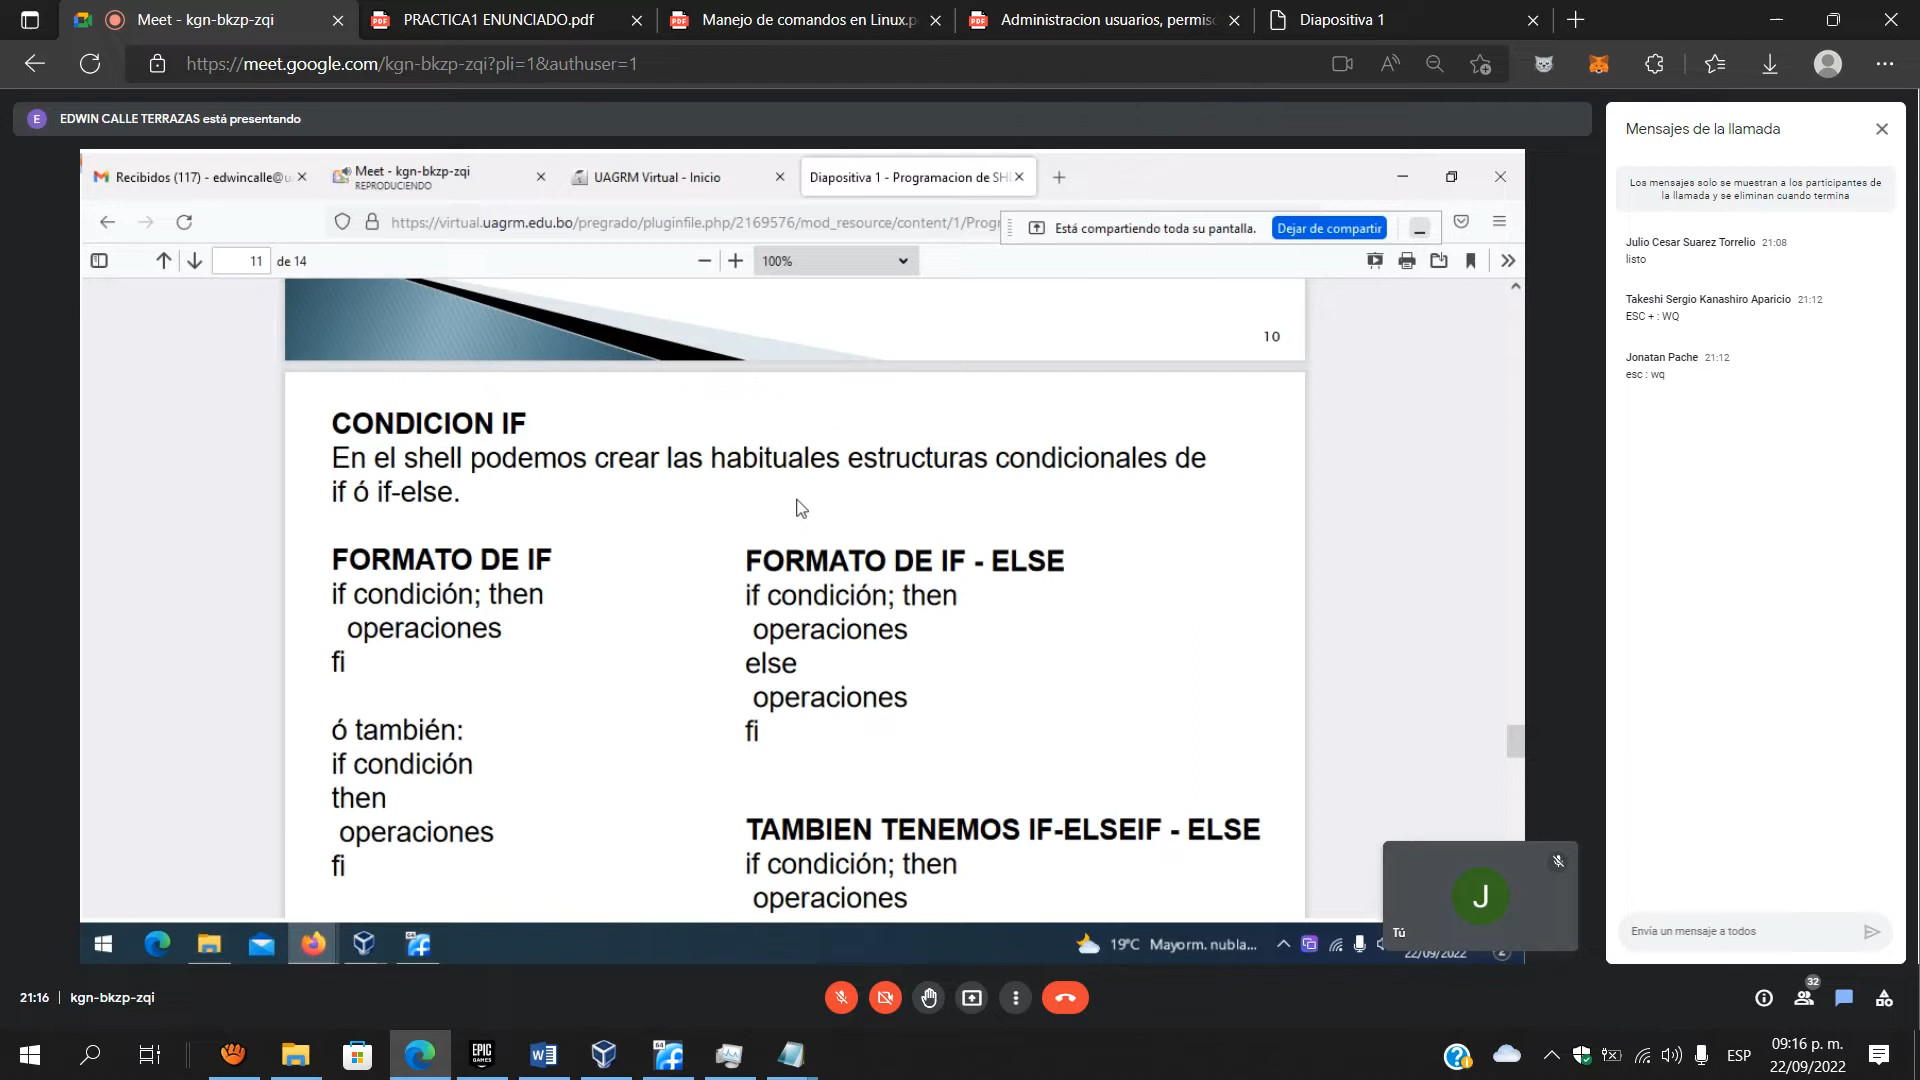 Meet - kgn-bkzp-zqi
PRACTICA1 ENUNCIADO.pdf
Manejo de comandos en Linux.p
Administracion usuarios, permiso
Diapositiva 1
https://meet.google.com/kgn-bkzp-zqi?pli=1&authuser=1
E
EDWIN CALLE TERRAZAS está presentando
Recibidos (117) - edwincalle@u
Meet - kgn-bkzp-zqi
REPRODUCIENDO
UAGRM Virtual - Inicio
Diapositiva 1 - Programacion de SHE
https://virtual.uagrm.edu.bo/pregrado/pluginfile.php/2169576/mod_resource/content/1/Progr
Está compartiendo toda su pantalla.
Dejar de compartir
11 de 14
100%
10
CONDICION IF
En el shell podemos crear las habituales estructuras condicionales de
if ó if-else.
FORMATO DE IF
if condición; then
operaciones
fi
ó también:
if condición
then
operaciones
fi
FORMATO DE IF - ELSE
if condición; then
operaciones
else
operaciones
fi
TAMBIEN TENEMOS IF-ELSEIF - ELSE
if condición; then
operaciones
19°C Mayorm. nubla...
22/09/2022
2
J
Tú
Mensajes de la llamada
Los mensajes solo se muestran a los participantes de
la llamada y se eliminan cuando termina
Julio Cesar Suarez Torrelio 21:08
listo
Takeshi Sergio Kanashiro Aparicio 21:12
ESC + : WQ
Jonatan Pache 21:12
esc : wq
Envía un mensaje a todos
21:16 | kgn-bkzp-zqi
32
EPIC
GAMES
64
ESP
09:16 p. m.
22/09/2022